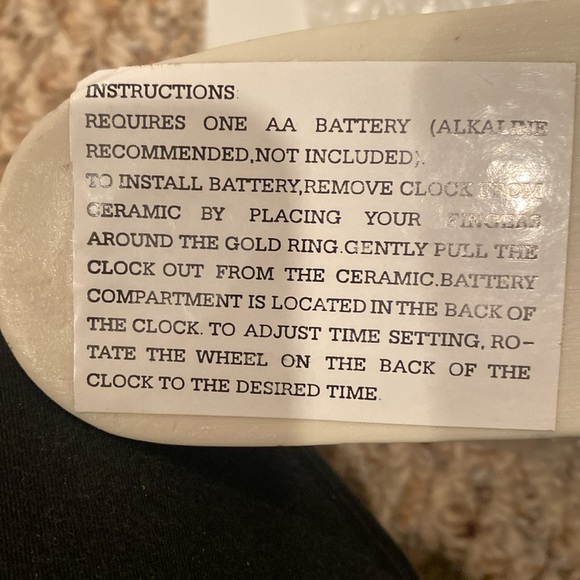 INSTRUCTIONS:
REQUIRES ONE AA BATTERY (ALKALINE
RECOMMENDED,NOT INCLUDED).
TO INSTALL BATTERY,REMOVE CLOCK FROM
CERAMIC BY PLACING YOUR FINGERS
AROUND THE GOLD RING.GENTLY PULL THE
CLOCK OUT FROM THE CERAMIC.BATTERY
COMPARTMENT IS LOCATED IN THE BACK OF
THE CLOCK. TO ADJUST TIME SETTING, RO-
TATE THE WHEEL ON THE BACK OF THE
CLOCK TO THE DESIRED TIME.